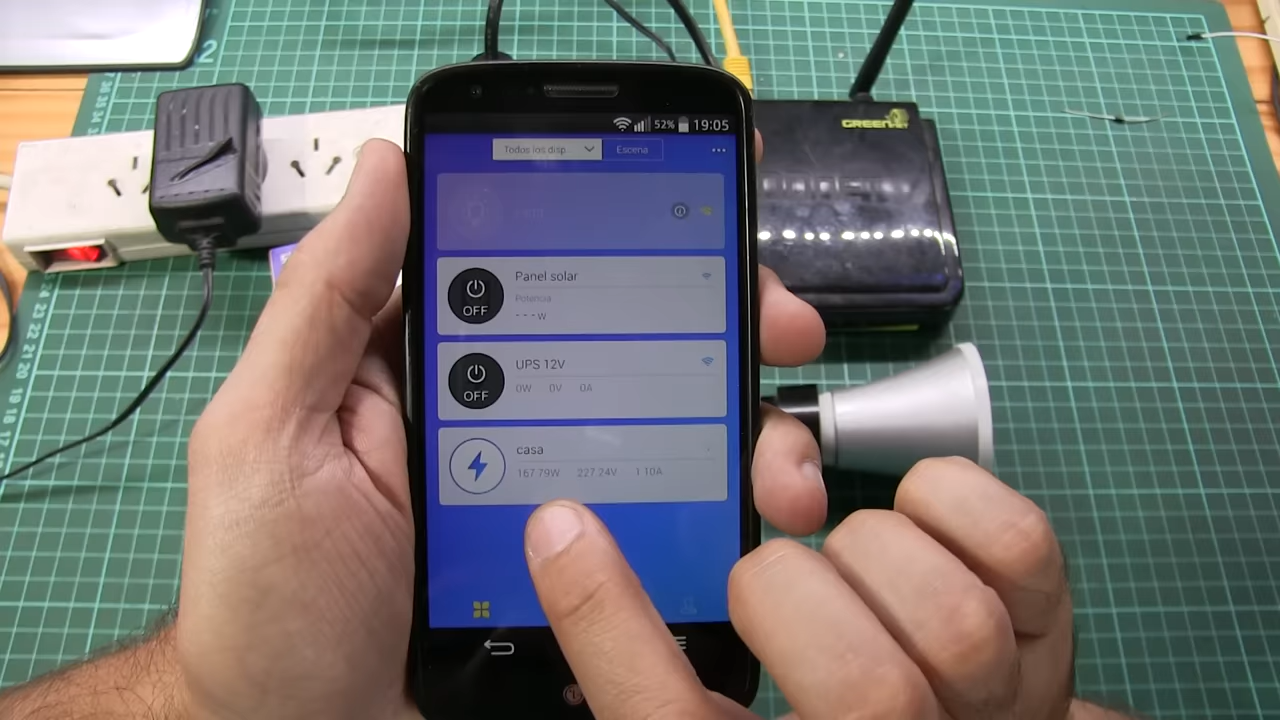 52% 19:05
Todos los disp.
Escena
GREENNET
Panel solar
OFF
Potencia
- - - W
UPS 12V
OFF
0W 0V 0A
casa
167.79W 227.24V 1.10A